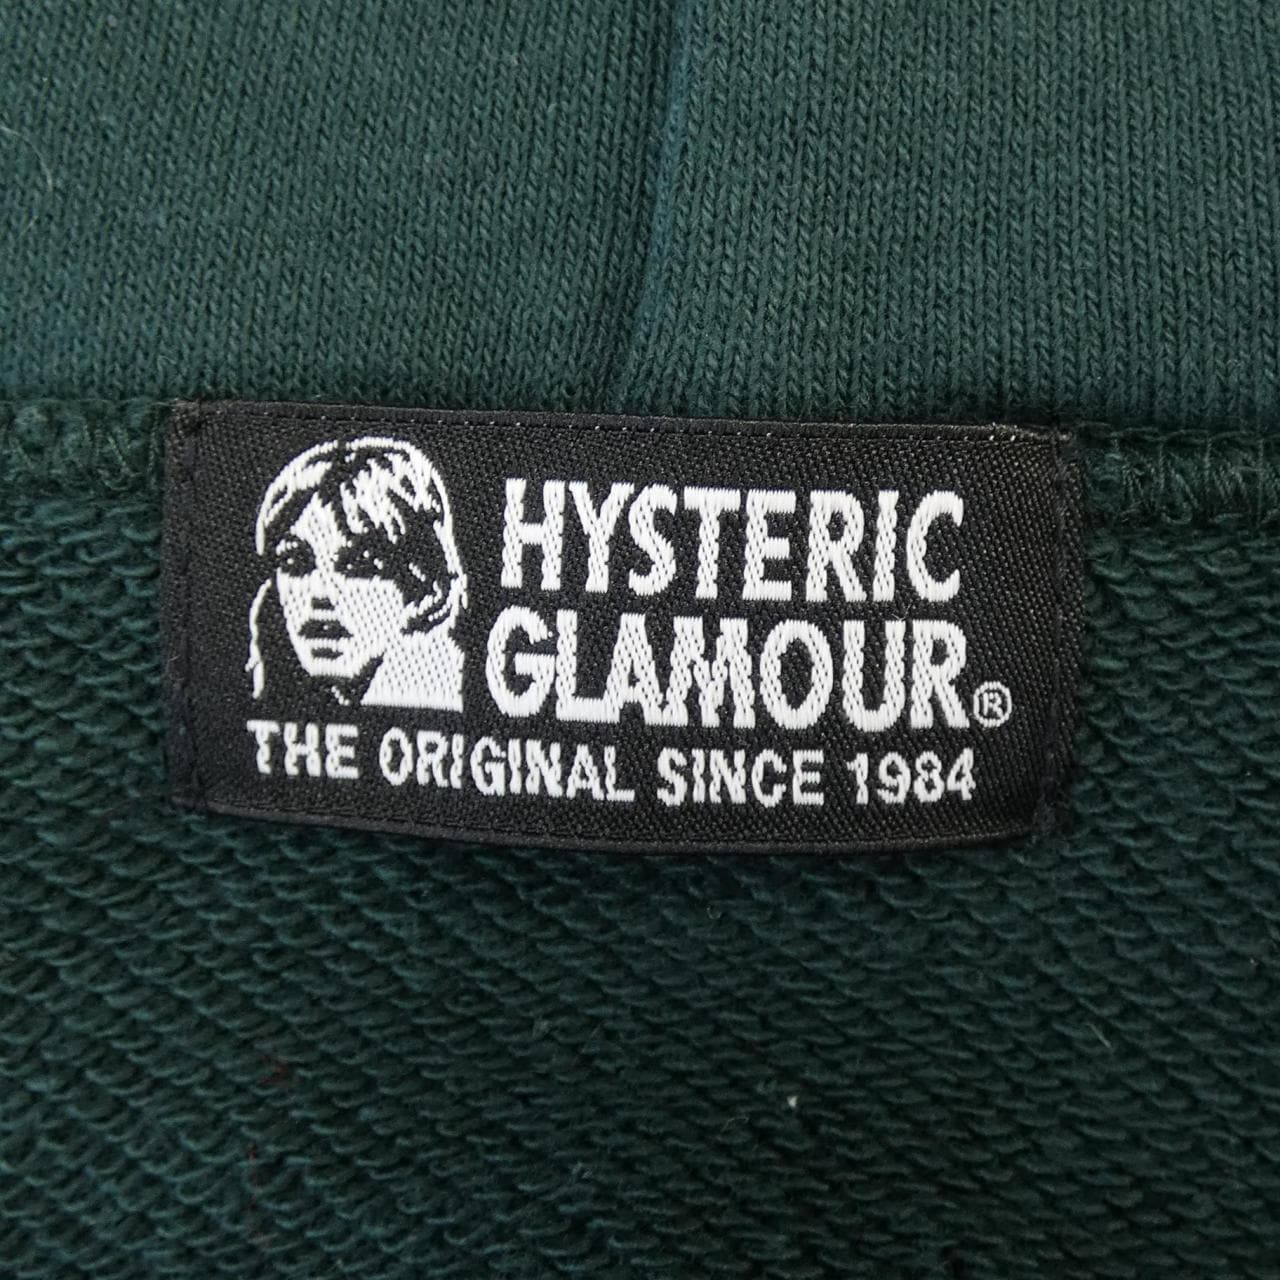 HYSTERIC
GLAMOUR®
THE ORIGINAL SINCE 1984